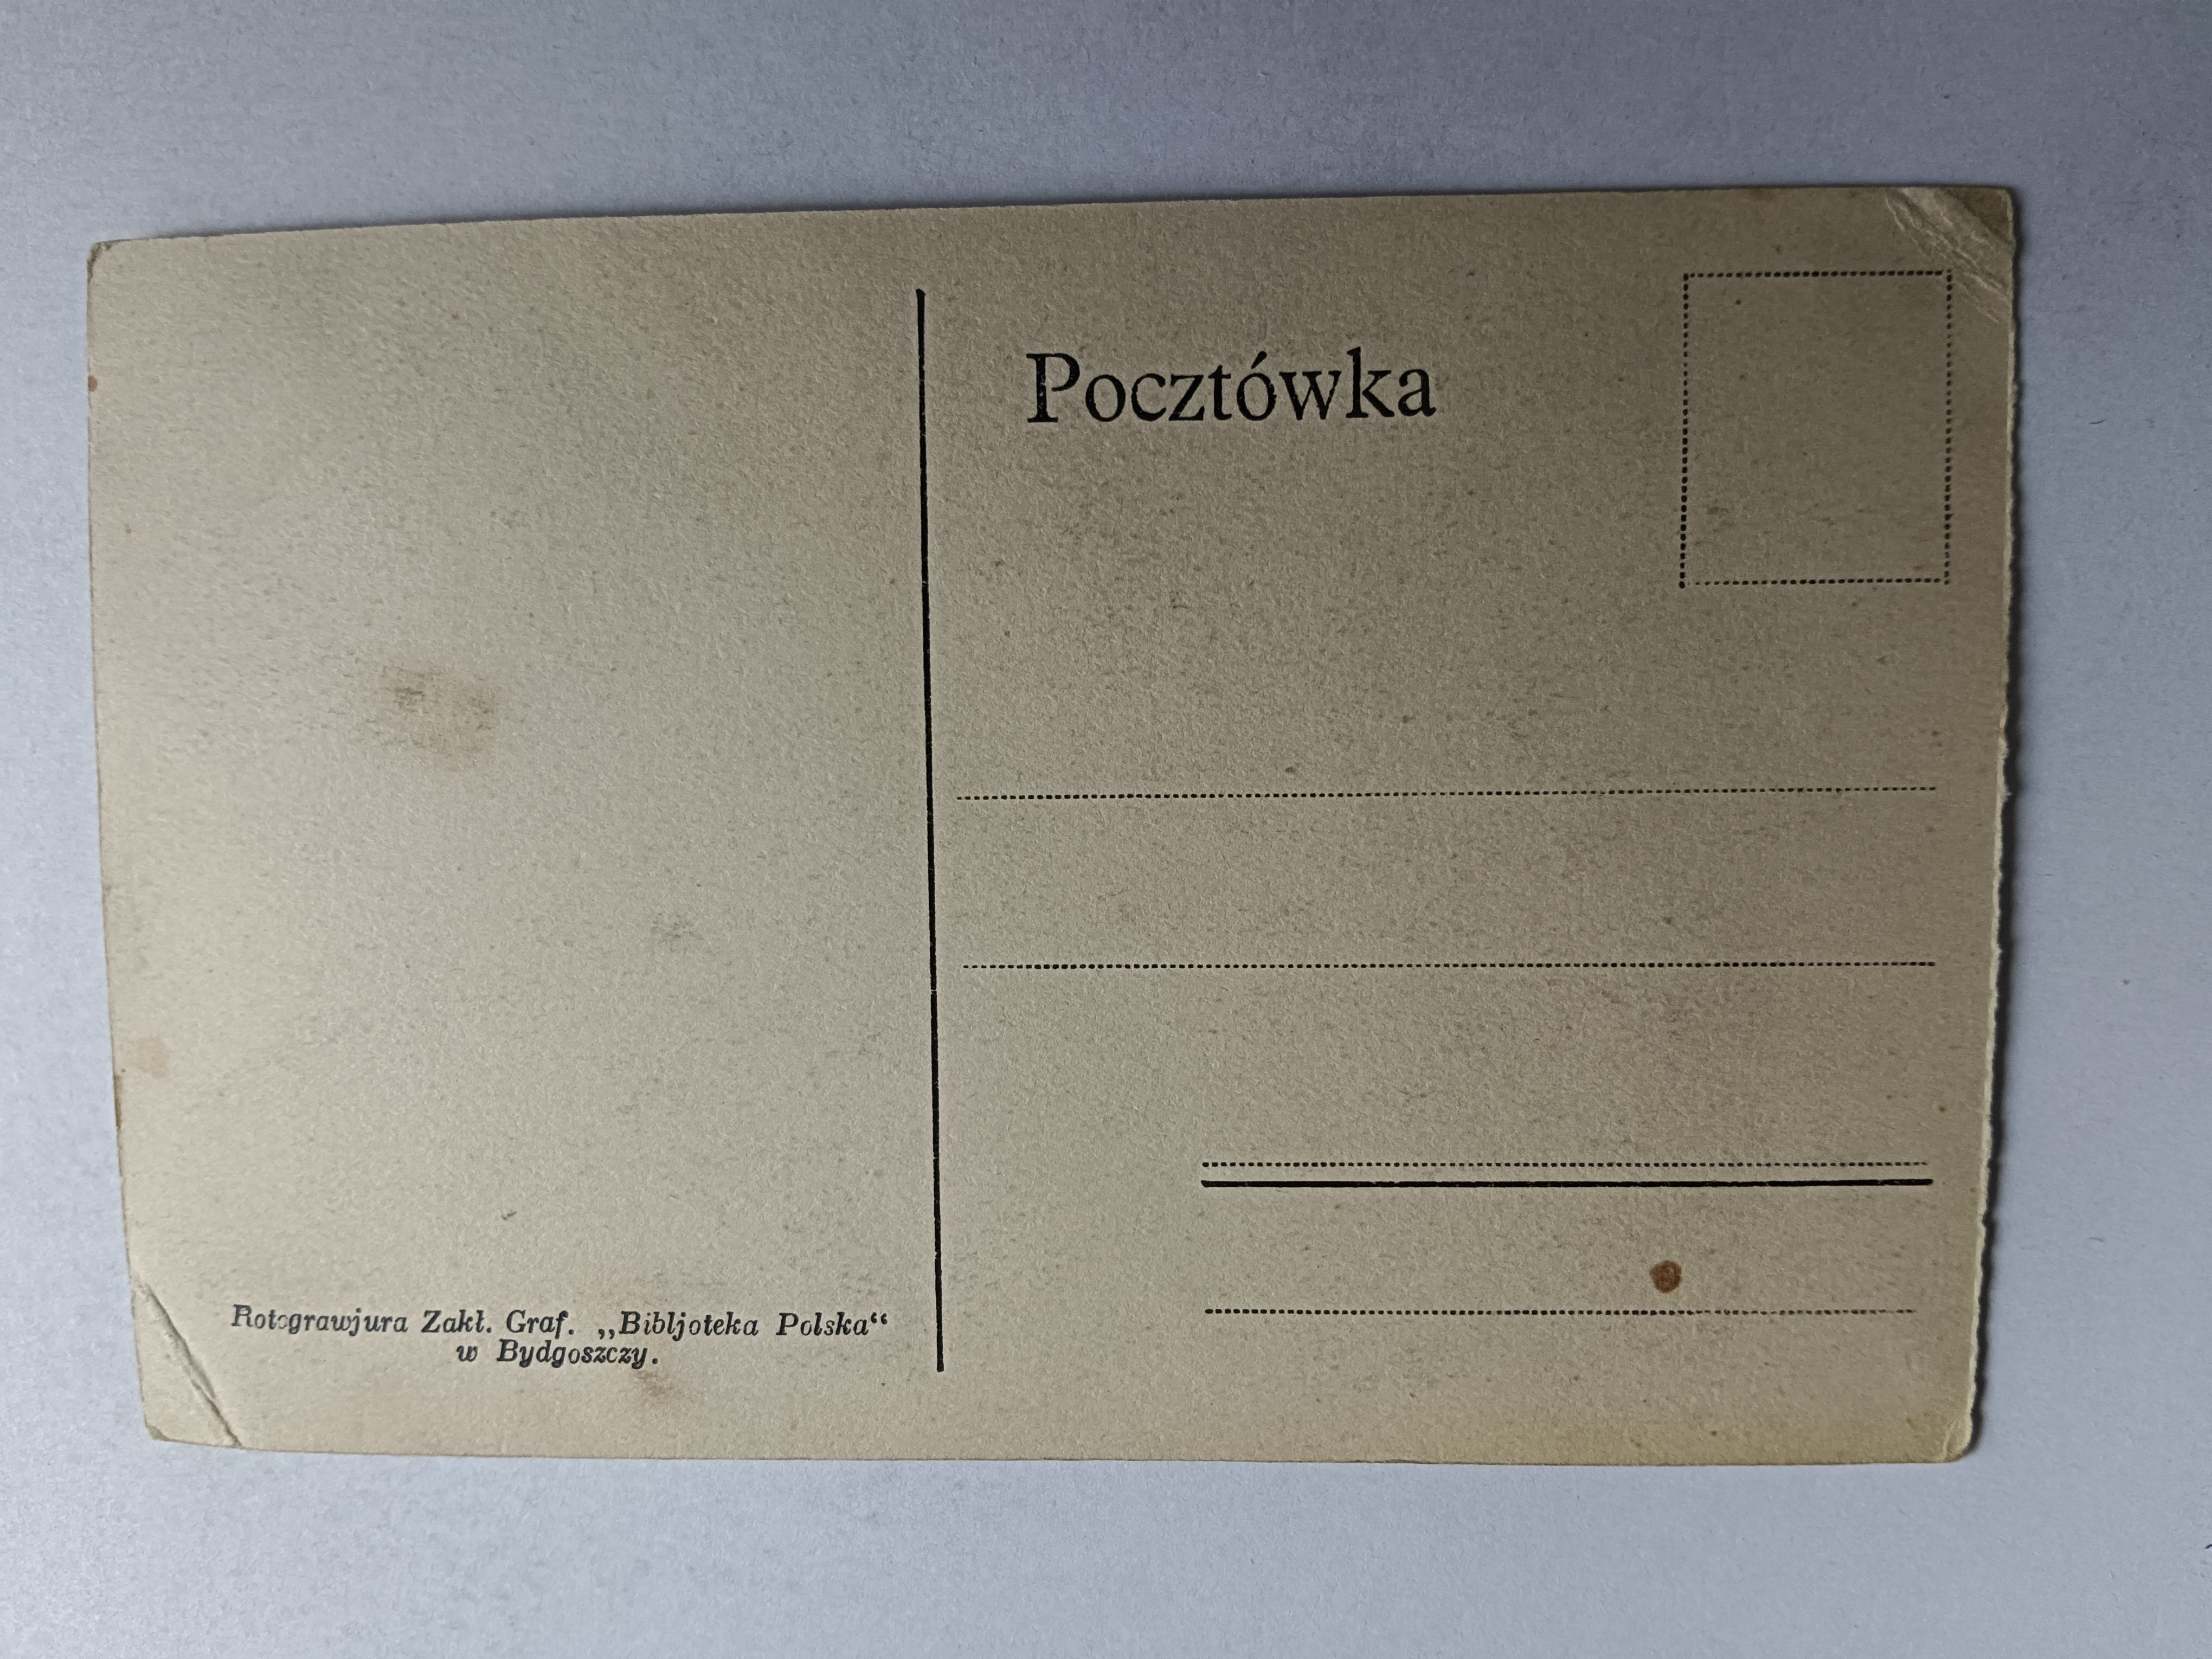 Pocztówka
Rotograwjura Zakł. Graf. „Bibljoteka Polska“
w Bydgoszczy.